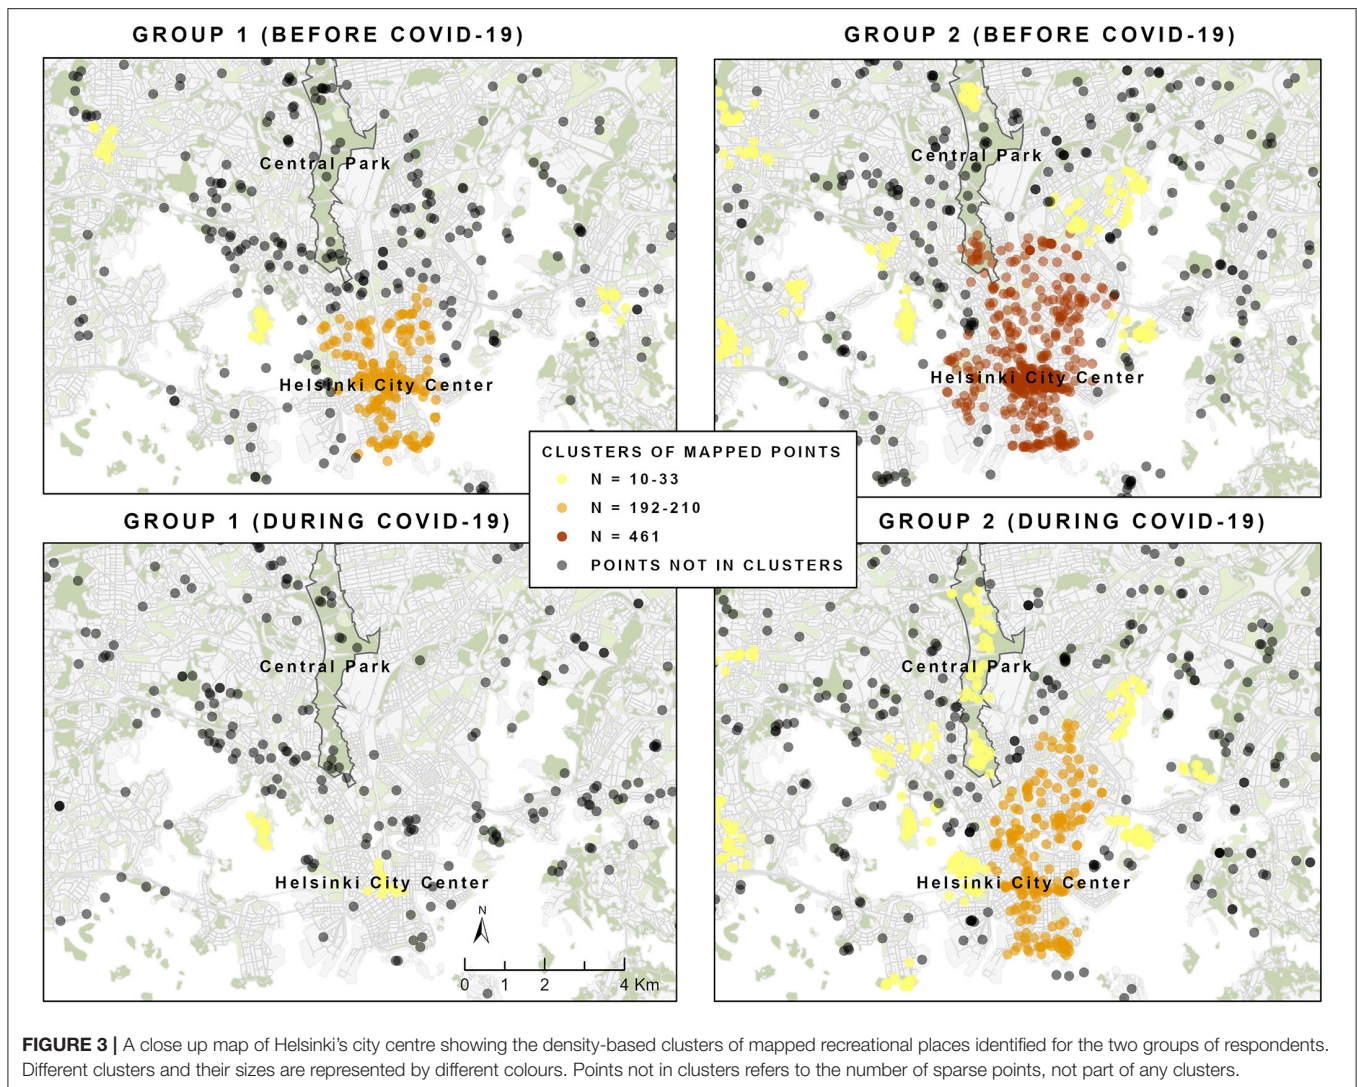 GROUP 1 (BEFORE COVID-19)
GROUP 2 (BEFORE COVID-19)
Central Park
Helsinki City Center
Central Park
Helsinki City Center
CLUSTERS OF MAPPED POINTS
N = 10-33
N = 192-210
N = 461
POINTS NOT IN CLUSTERS
GROUP 1 (DURING COVID-19)
GROUP 2 (DURING COVID-19)
Central Park
Helsinki City Center
N
0 1 2 4 Km
Central Park
Helsinki City Center
FIGURE 3 | A close up map of Helsinki's city centre showing the density-based clusters of mapped recreational places identified for the two groups of respondents.
Different clusters and their sizes are represented by different colours. Points not in clusters refers to the number of sparse points, not part of any clusters.